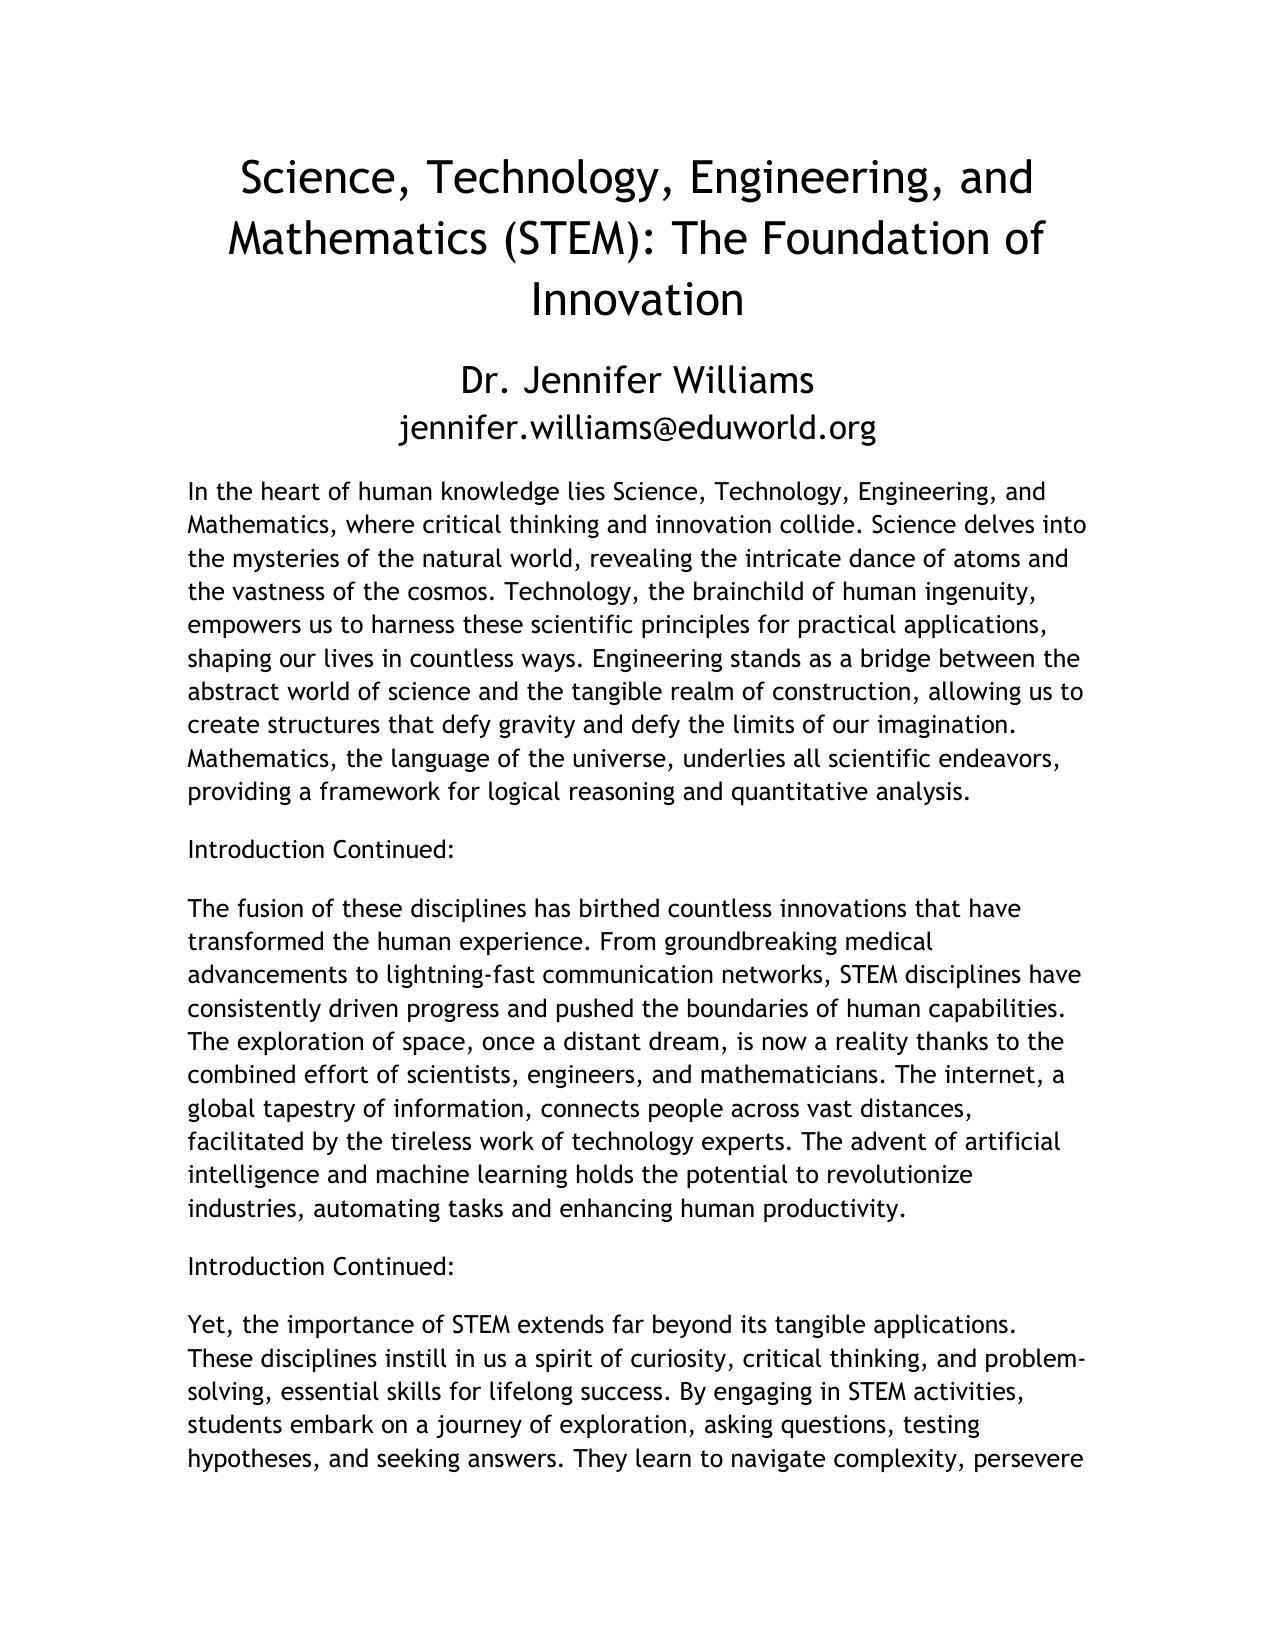 Science, Technology, Engineering, and
Mathematics (STEM): The Foundation of
Innovation
Dr. Jennifer Williams
jennifer.williams@eduworld.org
In the heart of human knowledge lies Science, Technology, Engineering, and
Mathematics, where critical thinking and innovation collide. Science delves into
the mysteries of the natural world, revealing the intricate dance of atoms and
the vastness of the cosmos. Technology, the brainchild of human ingenuity,
empowers us to harness these scientific principles for practical applications,
shaping our lives in countless ways. Engineering stands as a bridge between the
abstract world of science and the tangible realm of construction, allowing us to
create structures that defy gravity and defy the limits of our imagination.
Mathematics, the language of the universe, underlies all scientific endeavors,
providing a framework for logical reasoning and quantitative analysis.
Introduction Continued:
The fusion of these disciplines has birthed countless innovations that have
transformed the human experience. From groundbreaking medical
advancements to lightning-fast communication networks, STEM disciplines have
consistently driven progress and pushed the boundaries of human capabilities.
The exploration of space, once a distant dream, is now a reality thanks to the
combined effort of scientists, engineers, and mathematicians. The internet, a
global tapestry of information, connects people across vast distances,
facilitated by the tireless work of technology experts. The advent of artificial
intelligence and machine learning holds the potential to revolutionize
industries, automating tasks and enhancing human productivity.
Introduction Continued:
Yet, the importance of STEM extends far beyond its tangible applications.
These disciplines instill in us a spirit of curiosity, critical thinking, and problem-
solving, essential skills for lifelong success. By engaging in STEM activities,
students embark on a journey of exploration, asking questions, testing
hypotheses, and seeking answers. They learn to navigate complexity, persevere